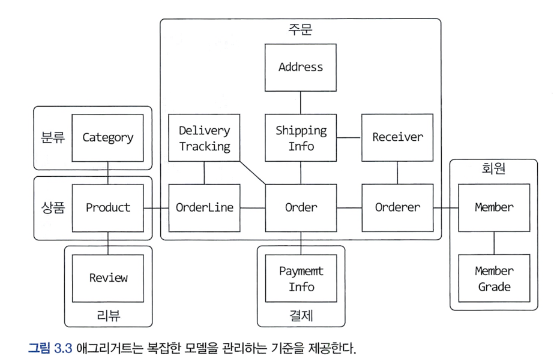 주문
Address
분류
Category
Delivery
Tracking
Shipping
Info
Receiver
회원
상품
Product
OrderLine
Order
Orderer
Member
Review
리뷰
Paymemt
Info
결제
Member
Grade
그림 3.3 애그리거트는 복잡한 모델을 관리하는 기준을 제공한다.